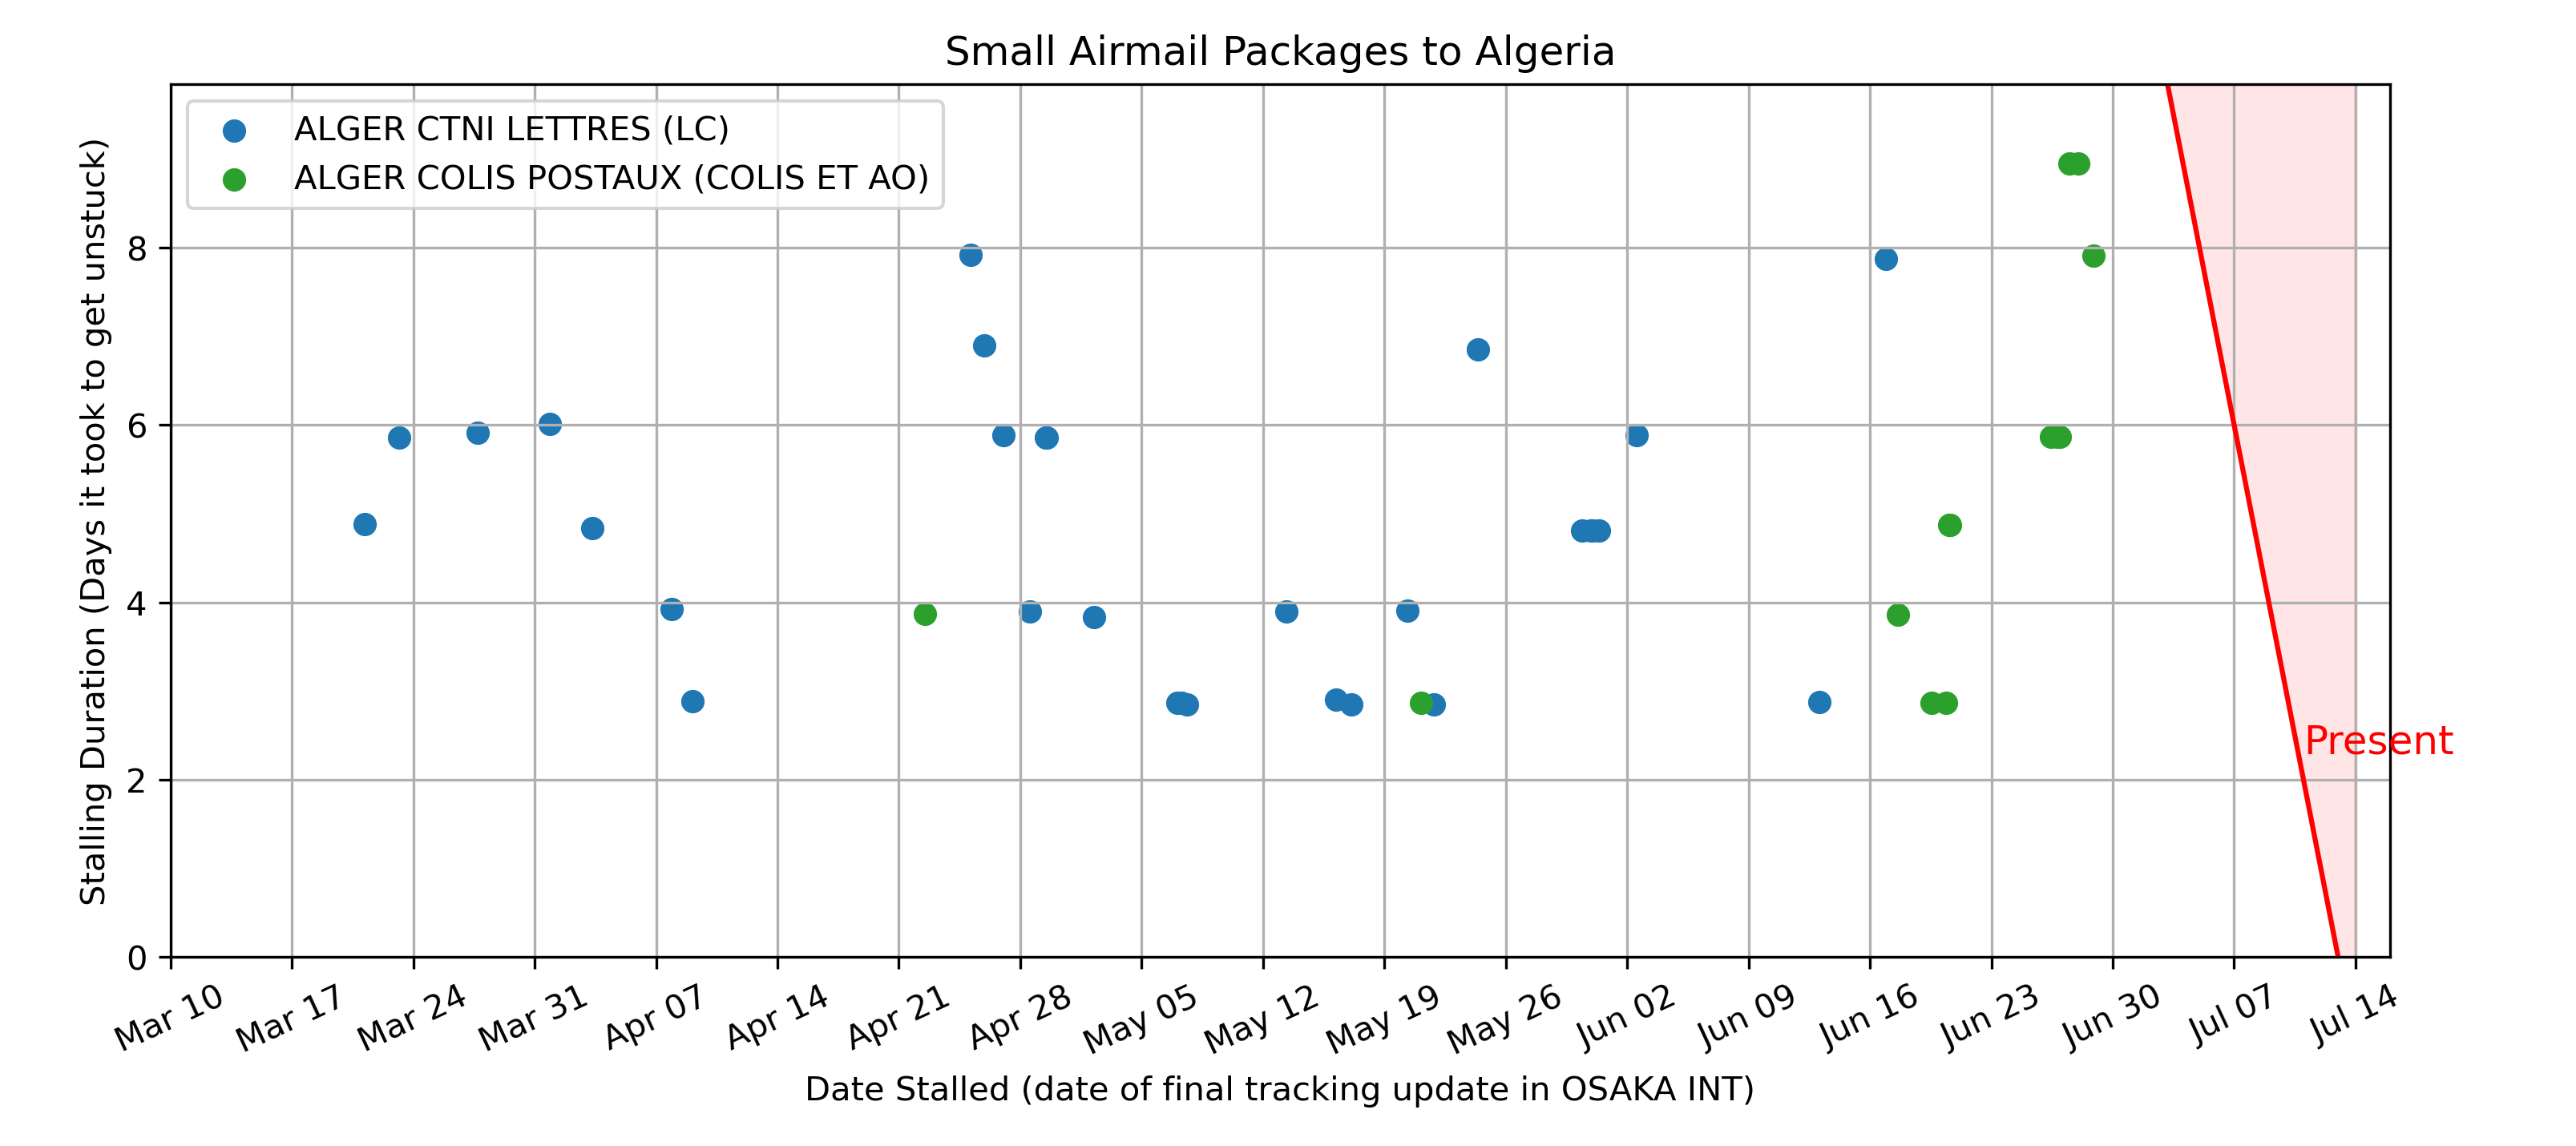 Small Airmail Packages to Algeria
ALGER CTNI LETTRES (LC)
ALGER COLIS POSTAUX (COLIS ET AO)
Stalling Duration (Days it took to get unstuck)
8
6
4
2
0
Present
Mar 10
Mar 17
Mar 24
Mar 31
Apr 07
Apr 14
Apr 21
Apr 28
May 05
May 12
May 19
May 26
Jun 02
Jun 09
Jun 16
Jun 23
Jun 30
Jul 07
Jul 14
Date Stalled (date of final tracking update in OSAKA INT)